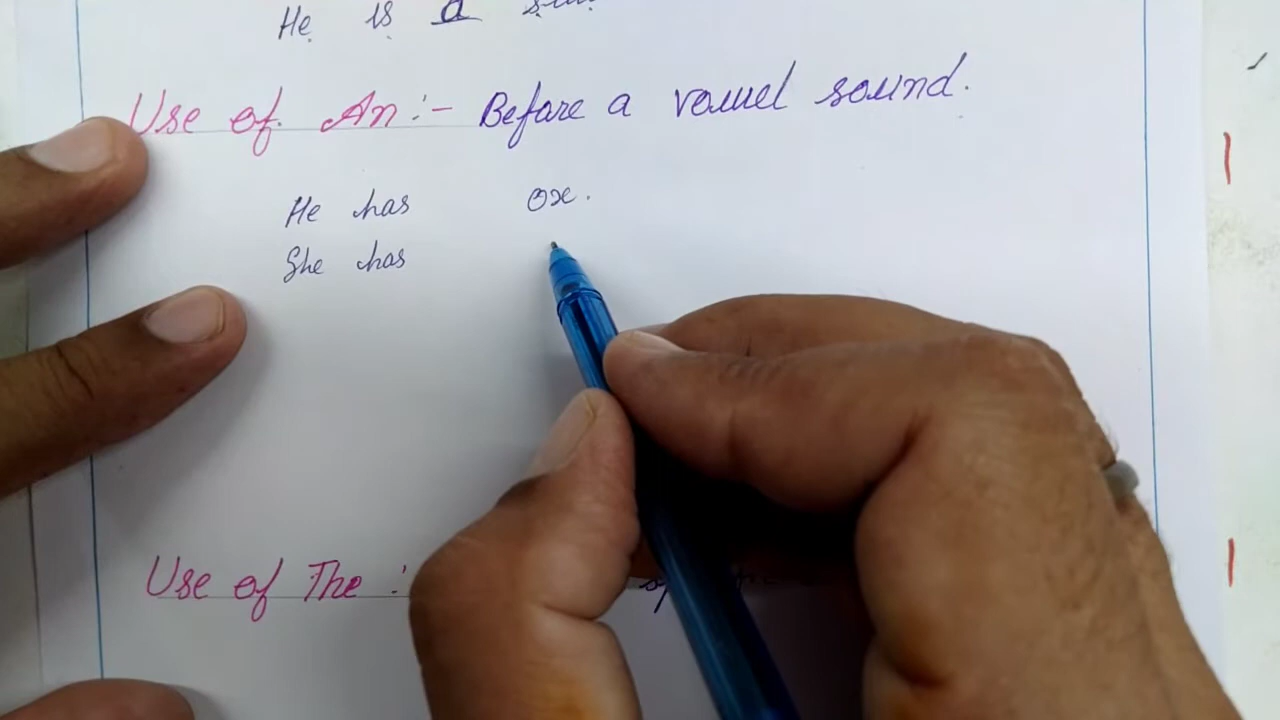 He is a
Use of An :- Before a vowel sound.
He has ox.
She has
Use of The :